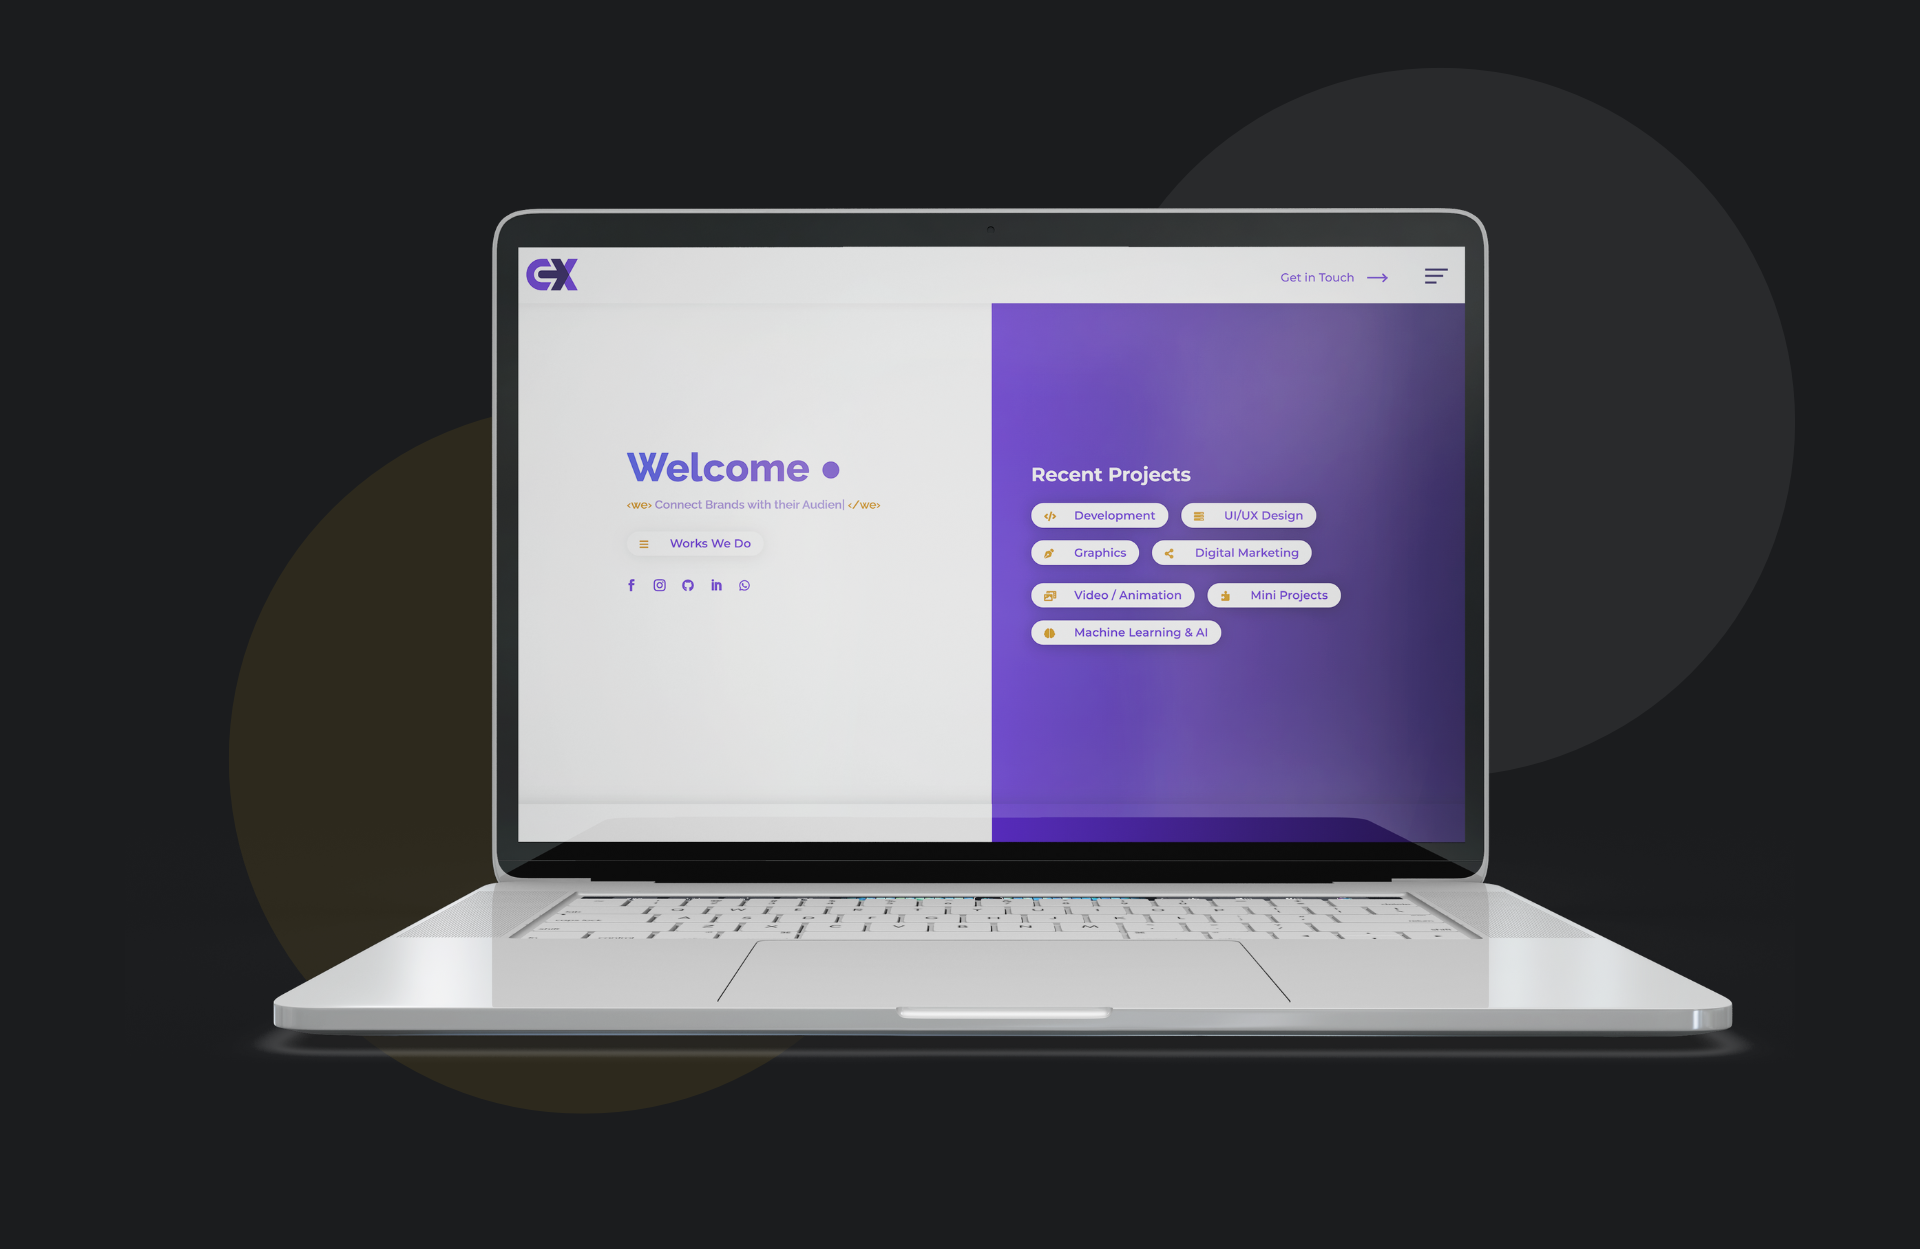 CX
Get in Touch
Welcome
<we> Connect Brands with their Audien| </we>
Works We Do
Recent Projects
Development
UI/UX Design
Graphics
Digital Marketing
Video / Animation
Mini Projects
Machine Learning & AI
W E R T Y U I O P
A S D F G H J K L
Z X C V B N M